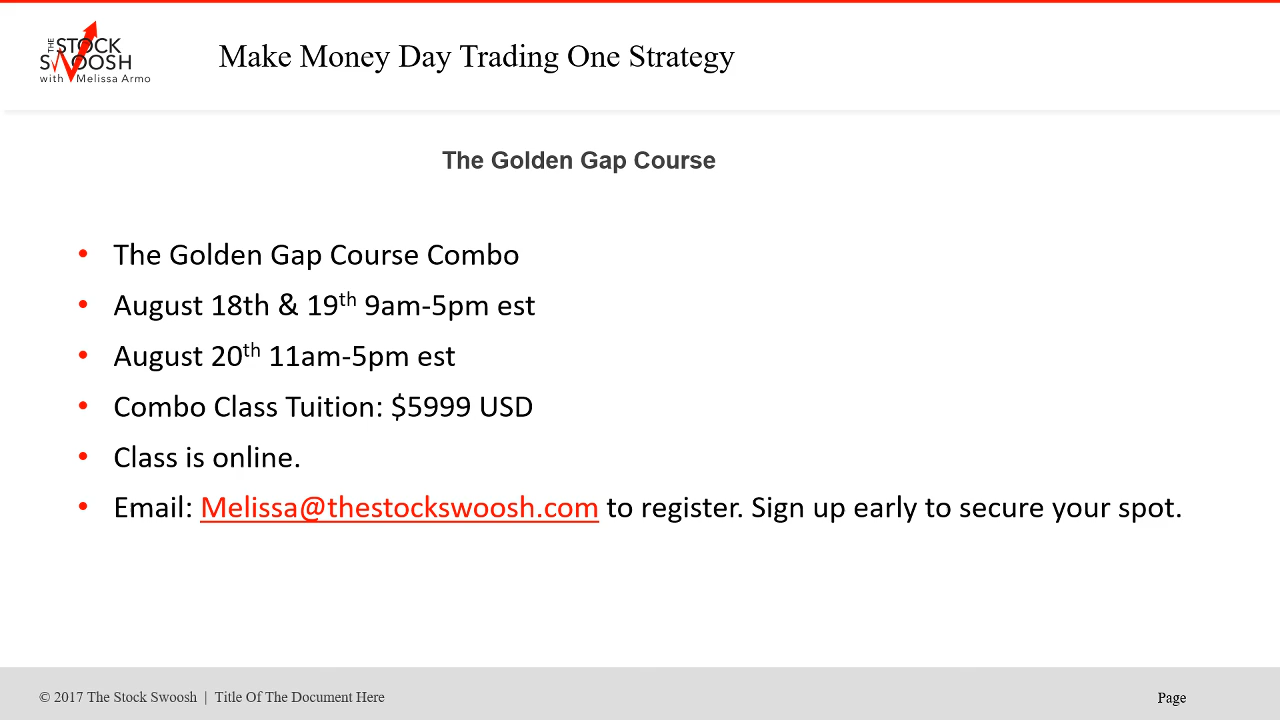 THE STOCK
SWOOSH
with Melissa Armo
Make Money Day Trading One Strategy
The Golden Gap Course
• The Golden Gap Course Combo
• August 18th & 19th 9am-5pm est
• August 20th 11am-5pm est
• Combo Class Tuition: $5999 USD
• Class is online.
• Email: Melissa@thestockswoosh.com to register. Sign up early to secure your spot.
© 2017 The Stock Swoosh | Title Of The Document Here
Page